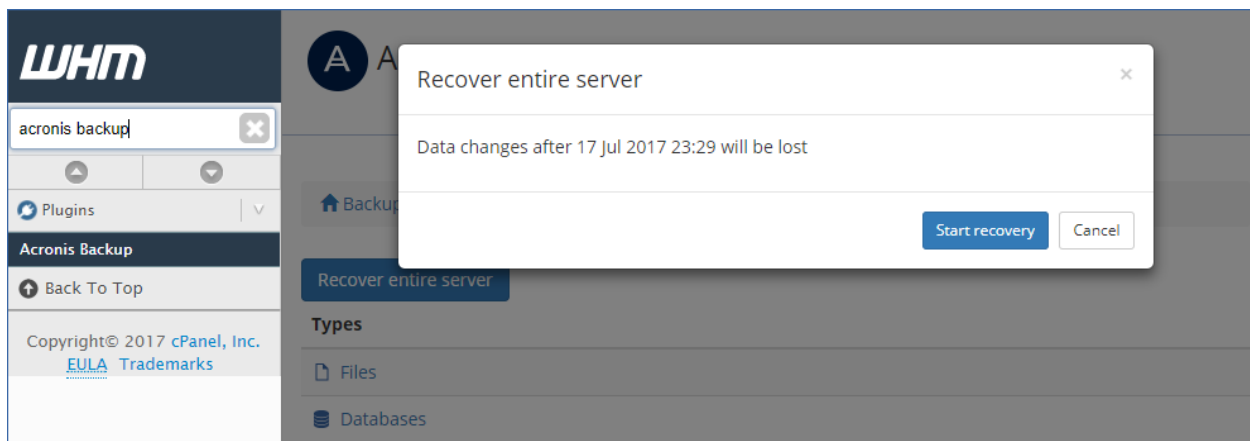 WHM
acronis backup
Plugins
Acronis Backup
Back To Top
Copyright© 2017 cPanel, Inc.
EULA Trademarks
A
Recover entire server
×
Data changes after 17 Jul 2017 23:29 will be lost
Start recovery Cancel
Backup
Recover entire server
Types
Files
Databases